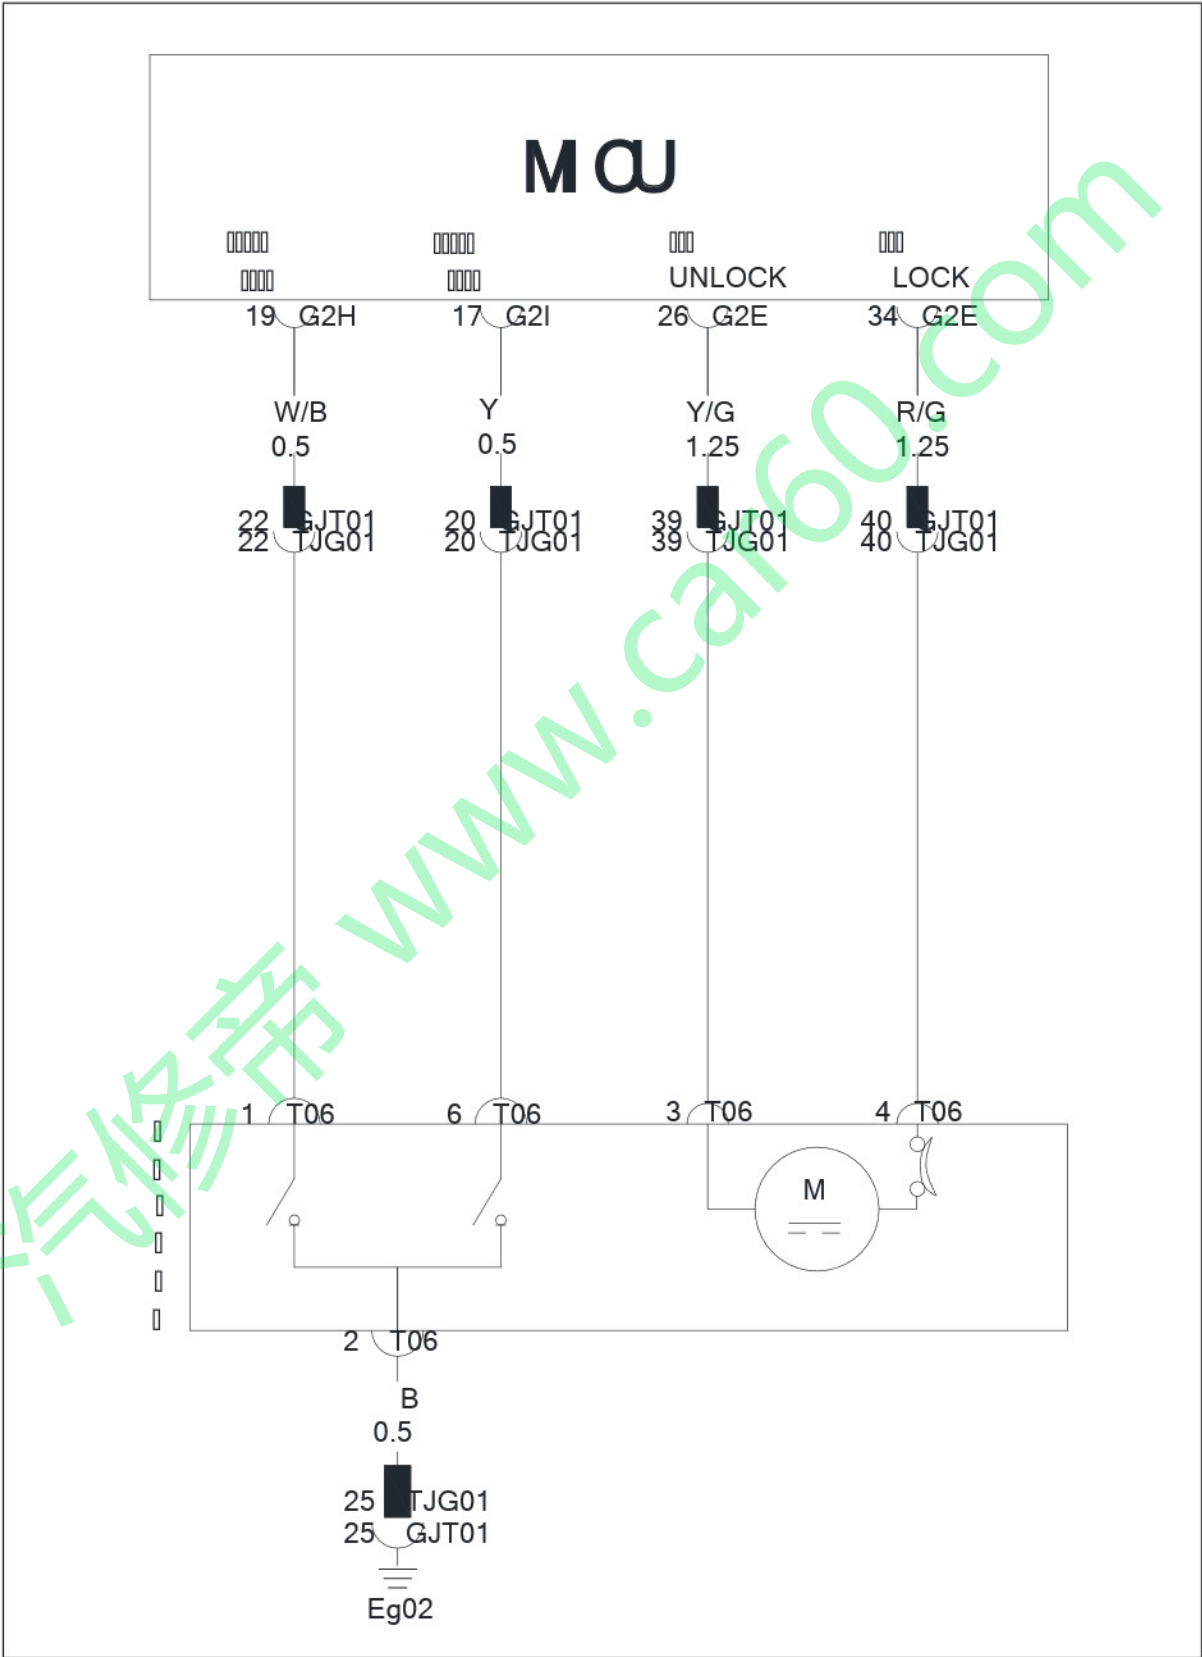 MCU
UNLOCK LOCK
19 G2H 17 G2I 26 G2E 34 G2E
W/B Y Y/G R/G
0.5 0.5 1.25 1.25
22 GJT01 20 GJT01 39 GJT01 40 GJT01
22 TJG01 20 TJG01 39 TJG01 40 TJG01
1 T06 6 T06 3 T06 4 T06
M
2 T06
B
0.5
25 TJG01
25 GJT01
Eg02
汽修帝 www.car60.com